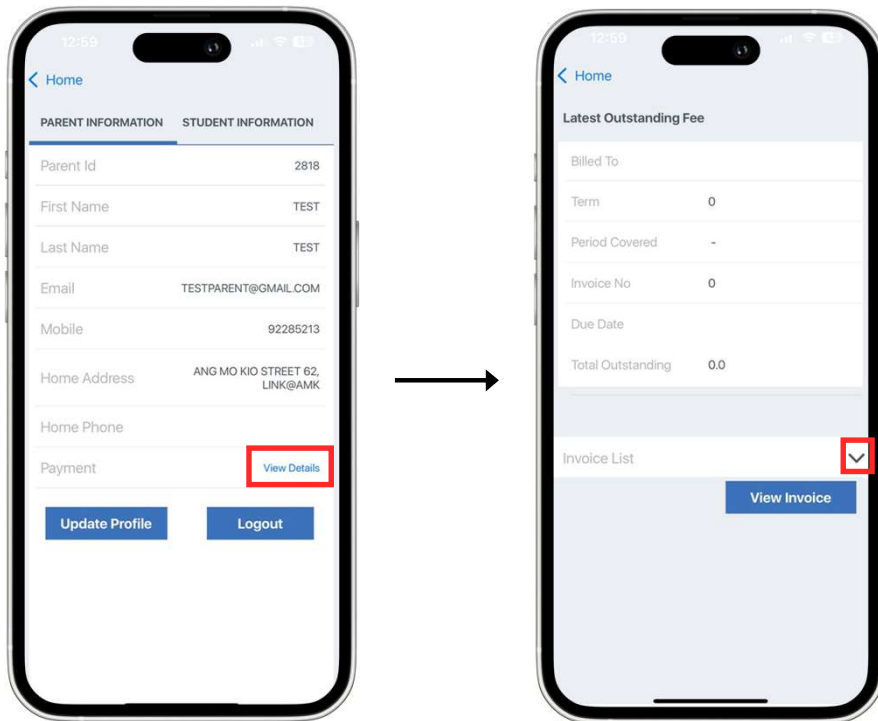 12:59
Home
PARENT INFORMATION STUDENT INFORMATION
Parent Id 2818
First Name TEST
Last Name TEST
Email TESTPARENT@GMAIL.COM
Mobile 92285213
Home Address ANG MO KIO STREET 62,
LINK@AMK
Home Phone
Payment View Details
Update Profile Logout
12:59
Home
Latest Outstanding Fee
Billed To
Term 0
Period Covered -
Invoice No 0
Due Date
Total Outstanding 0.0
Invoice List
View Invoice